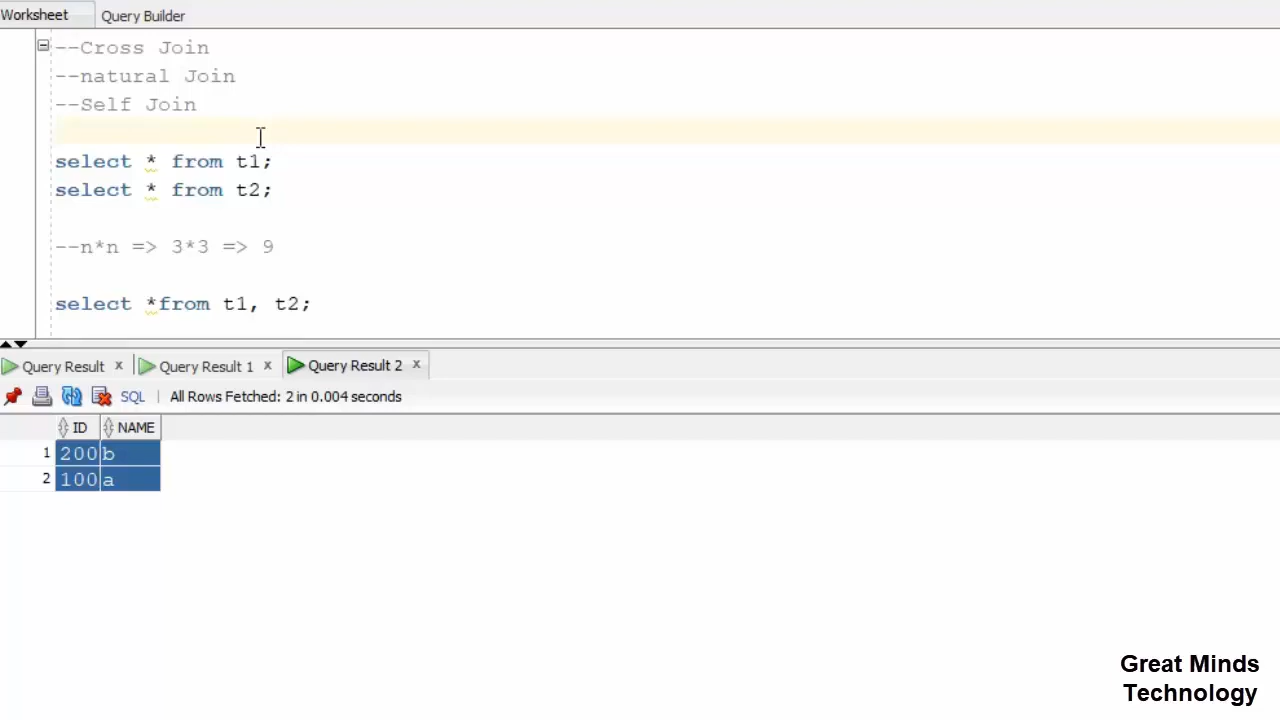 Worksheet Query Builder
--Cross Join
--natural Join
--Self Join
select * from t1;
select * from t2;
--n*n => 3*3 => 9
select *from t1, t2;
Query Result x Query Result 1 x Query Result 2 x
SQL | All Rows Fetched: 2 in 0.004 seconds
ID NAME
1 200 b
2 100 a
Great Minds
Technology